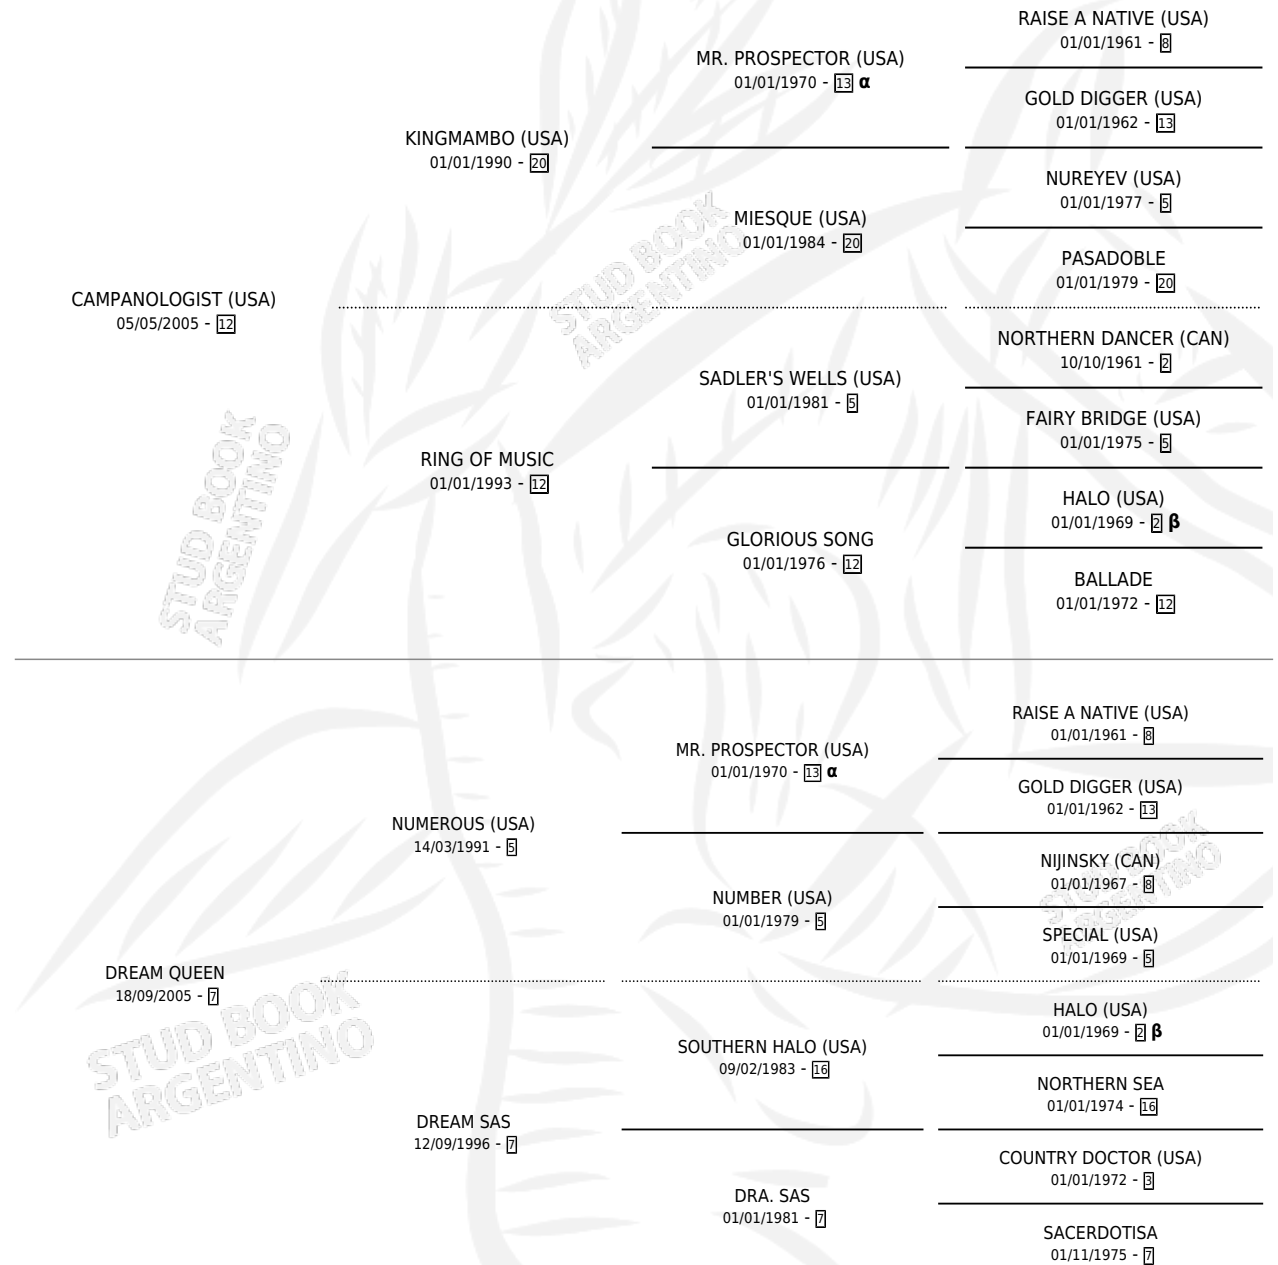 RAISE A NATIVE (USA)
01/01/1961 - 8
MR. PROSPECTOR (USA)
01/01/1970 - 13 α
GOLD DIGGER (USA)
01/01/1962 - 13
KINGMAMBO (USA)
01/01/1990 - 20
NUREYEV (USA)
01/01/1977 - 5
MIESQUE (USA)
01/01/1984 - 20
PASADOBLE
01/01/1979 - 20
CAMPANOLOGIST (USA)
05/05/2005 - 12
NORTHERN DANCER (CAN)
10/10/1961 - 2
SADLER'S WELLS (USA)
01/01/1981 - 5
FAIRY BRIDGE (USA)
01/01/1975 - 5
RING OF MUSIC
01/01/1993 - 12
HALO (USA)
01/01/1969 - 2 β
GLORIOUS SONG
01/01/1976 - 12
BALLADE
01/01/1972 - 12
RAISE A NATIVE (USA)
01/01/1961 - 8
MR. PROSPECTOR (USA)
01/01/1970 - 13 α
GOLD DIGGER (USA)
01/01/1962 - 13
NUMEROUS (USA)
14/03/1991 - 5
NIJINSKY (CAN)
01/01/1967 - 8
NUMBER (USA)
01/01/1979 - 5
SPECIAL (USA)
01/01/1969 - 5
DREAM QUEEN
18/09/2005 - 7
HALO (USA)
01/01/1969 - 2 β
SOUTHERN HALO (USA)
09/02/1983 - 16
NORTHERN SEA
01/01/1974 - 16
DREAM SAS
12/09/1996 - 7
COUNTRY DOCTOR (USA)
01/01/1972 - 3
DRA. SAS
01/01/1981 - 7
SACERDOTISA
01/11/1975 - 7
STUD BOOK
ARGENTINO
STUD BOOK
ARGENTINO
STUD BOOK
ARGENTINO
STUD BOOK
ARGENTINO